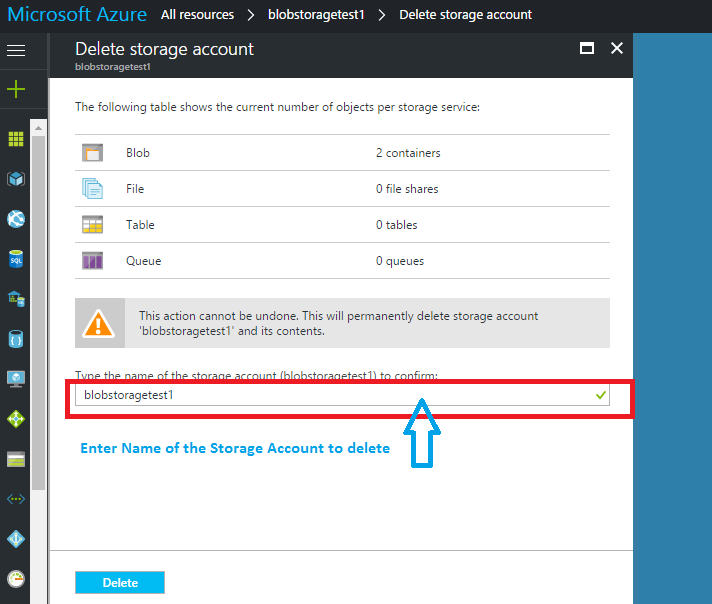 Microsoft Azure All resources > blobstoragetest1 > Delete storage account
Delete storage account
blobstoragetest1
The following table shows the current number of objects per storage service:
Blob 2 containers
File 0 file shares
Table 0 tables
Queue 0 queues
This action cannot be undone. This will permanently delete storage account
'blobstoragetest1' and its contents.
Type the name of the storage account (blobstoragetest1) to confirm:
blobstoragetest1
Enter Name of the Storage Account to delete
SQL
Delete